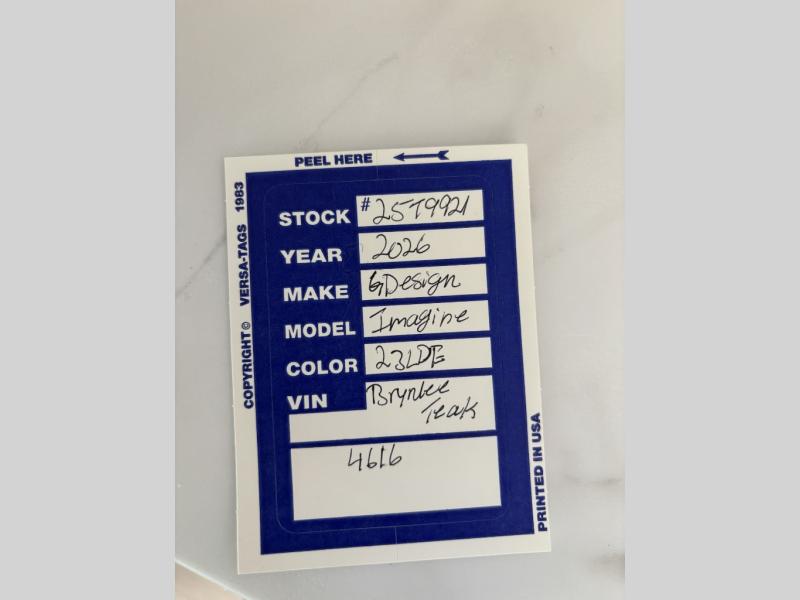 PEEL HERE
COPYRIGHT © VERSA-TAGS 1983
STOCK #25T9921
YEAR 2026
MAKE GDesign
MODEL Imagine
COLOR 23LDE
VIN Brynlee
Teak
4616
PRINTED IN USA